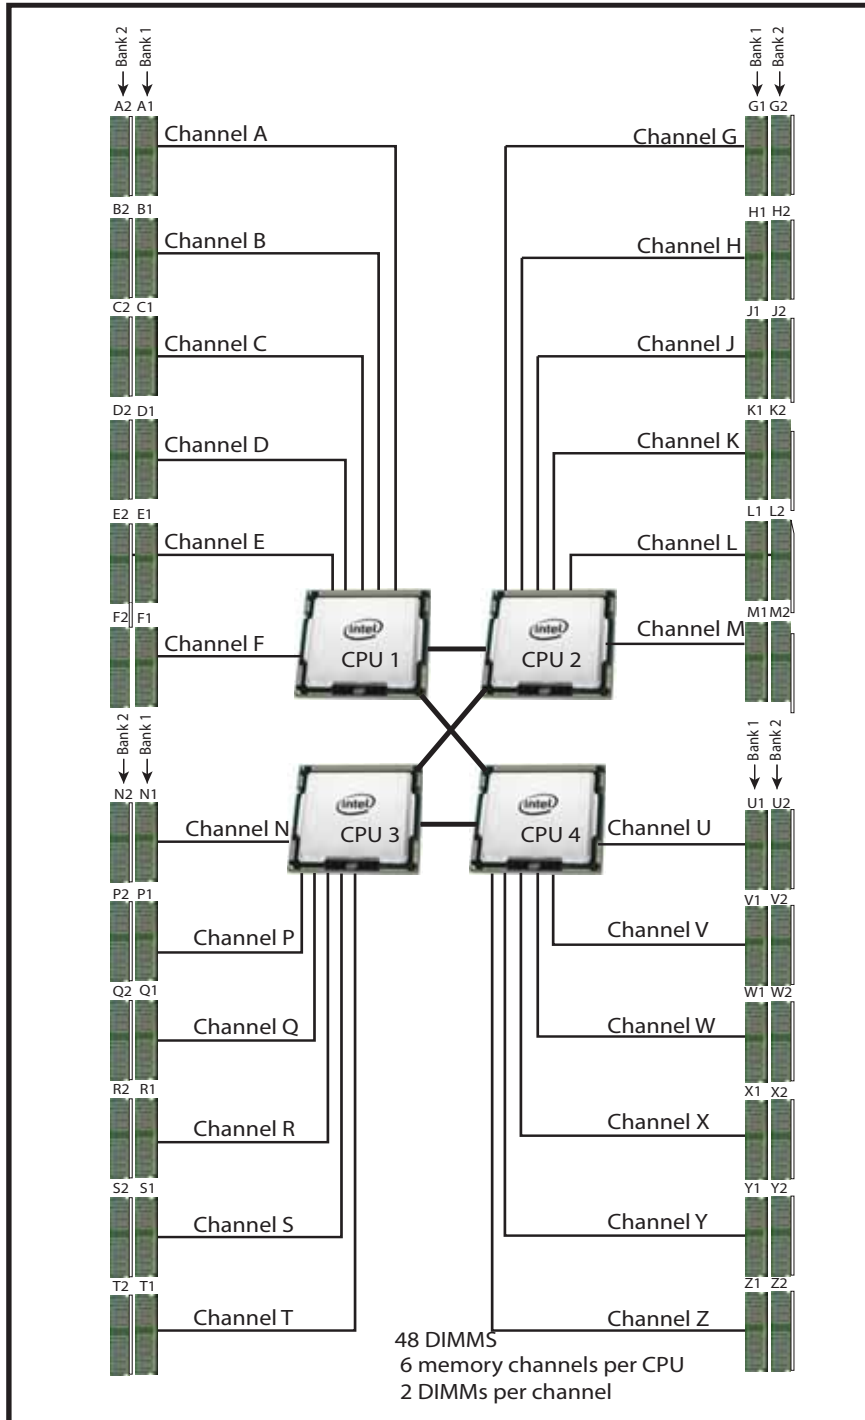 Bank 2
Bank 1
A2 A1
Channel A
B2 B1
Channel B
C2 C1
Channel C
D2 D1
Channel D
E2 E1
Channel E
F2 F1
Channel F
Bank 1
Bank 2
G1 G2
Channel G
H1 H2
Channel H
J1 J2
Channel J
K1 K2
Channel K
L1 L2
Channel L
M1 M2
Channel M
intel
CPU 1
intel
CPU 2
Bank 2
Bank 1
N2 N1
Channel N
P2 P1
Channel P
Q2 Q1
Channel Q
R2 R1
Channel R
S2 S1
Channel S
T2 T1
Channel T
intel
CPU 3
intel
CPU 4
Bank 1
Bank 2
U1 U2
Channel U
V1 V2
Channel V
W1 W2
Channel W
X1 X2
Channel X
Y1 Y2
Channel Y
Z1 Z2
Channel Z
48 DIMMS
6 memory channels per CPU
2 DIMMs per channel